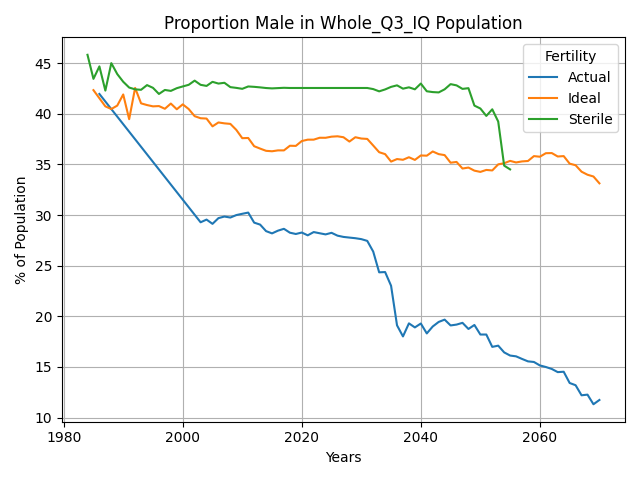 Proportion Male in Whole_Q3_IQ Population
Fertility
Actual
Ideal
Sterile
% of Population
45
40
35
30
25
20
15
10
1980 2000 2020 2040 2060
Years